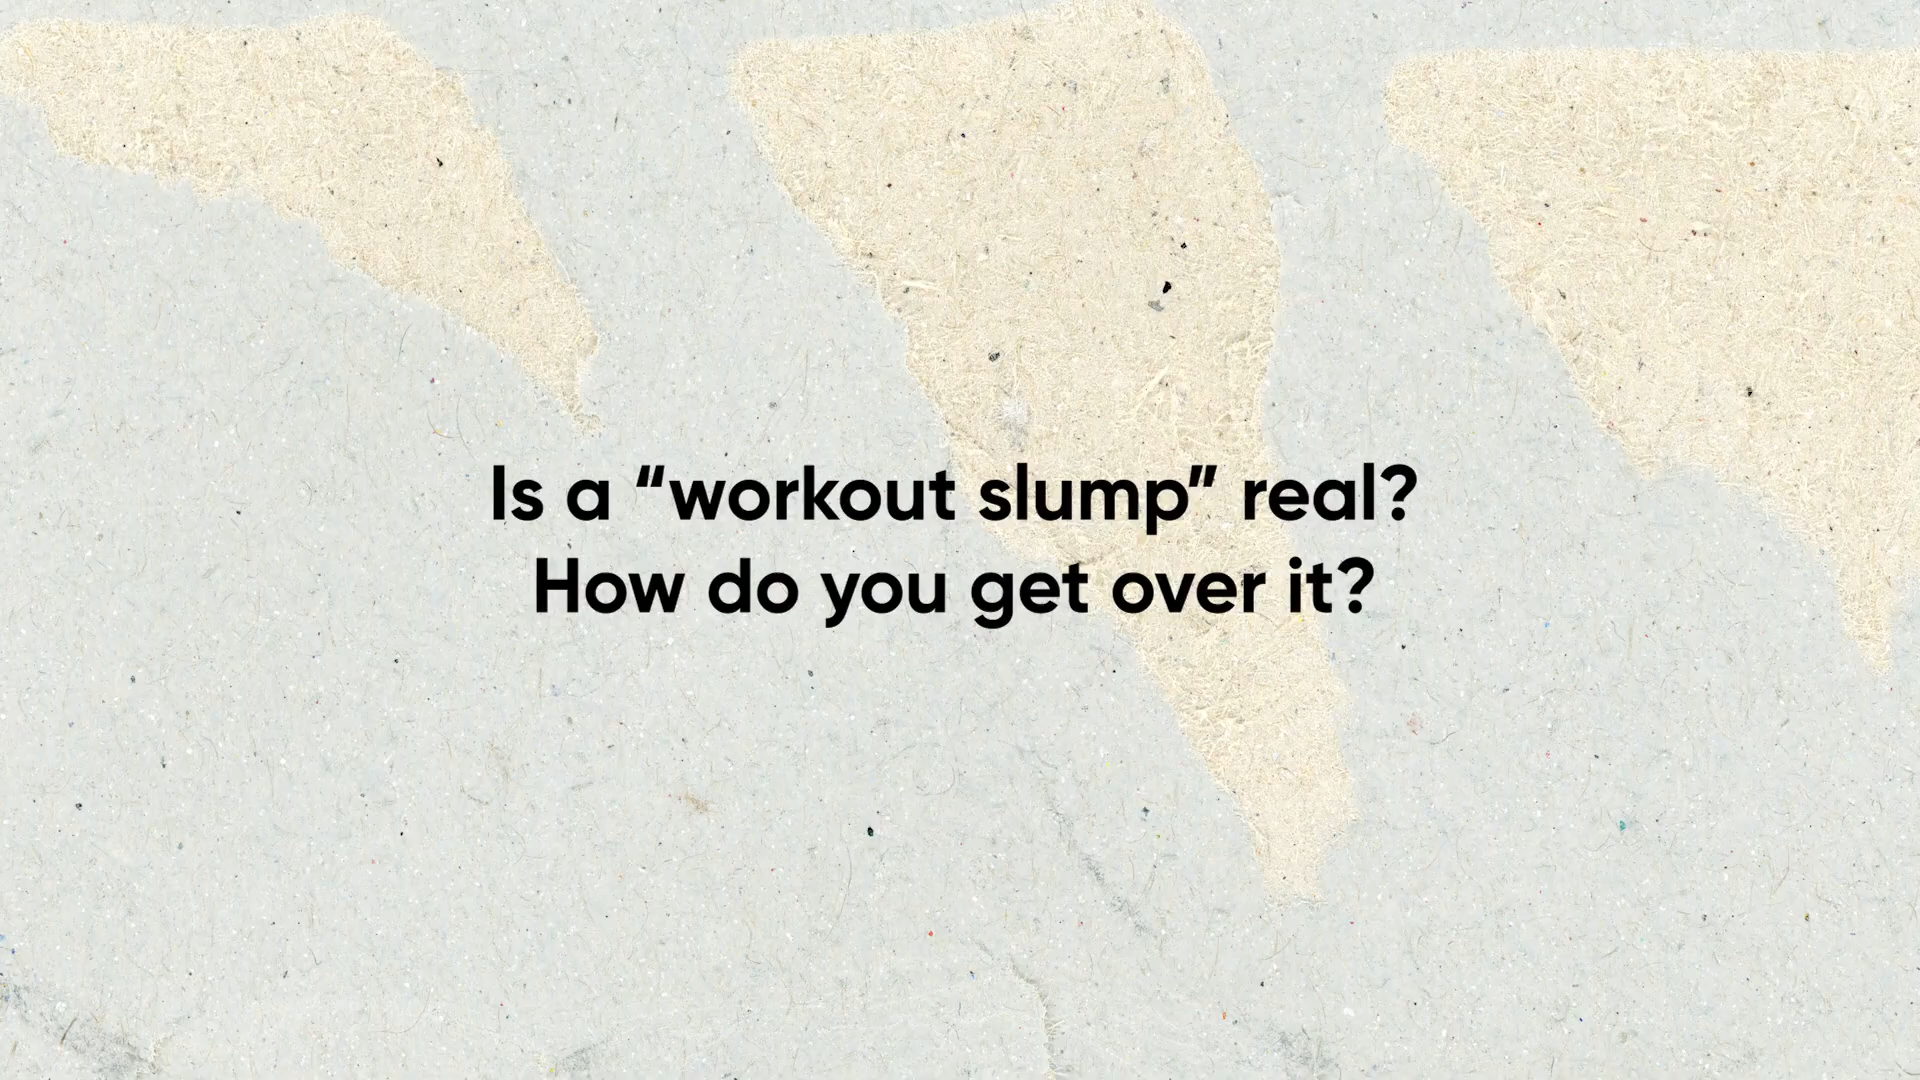 Is a “workout slump” real?
How do you get over it?